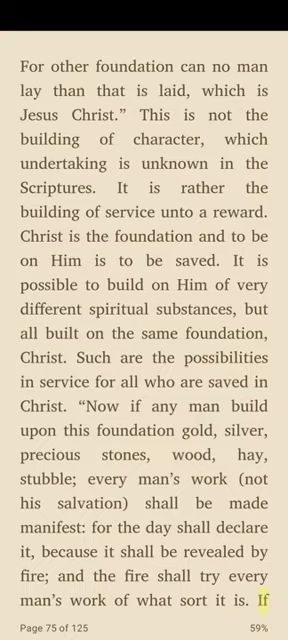 For other foundation can no man
lay than that is laid, which is
Jesus Christ.” This is not the
building of character, which
undertaking is unknown in the
Scriptures. It is rather the
building of service unto a reward.
Christ is the foundation and to be
on Him is to be saved. It is
possible to build on Him of very
different spiritual substances, but
all built on the same foundation,
Christ. Such are the possibilities
in service for all who are saved in
Christ. “Now if any man build
upon this foundation gold, silver,
precious stones, wood, hay,
stubble; every man’s work (not
his salvation) shall be made
manifest: for the day shall declare
it, because it shall be revealed by
fire; and the fire shall try every
man’s work of what sort it is. If
Page 75 of 125 59%